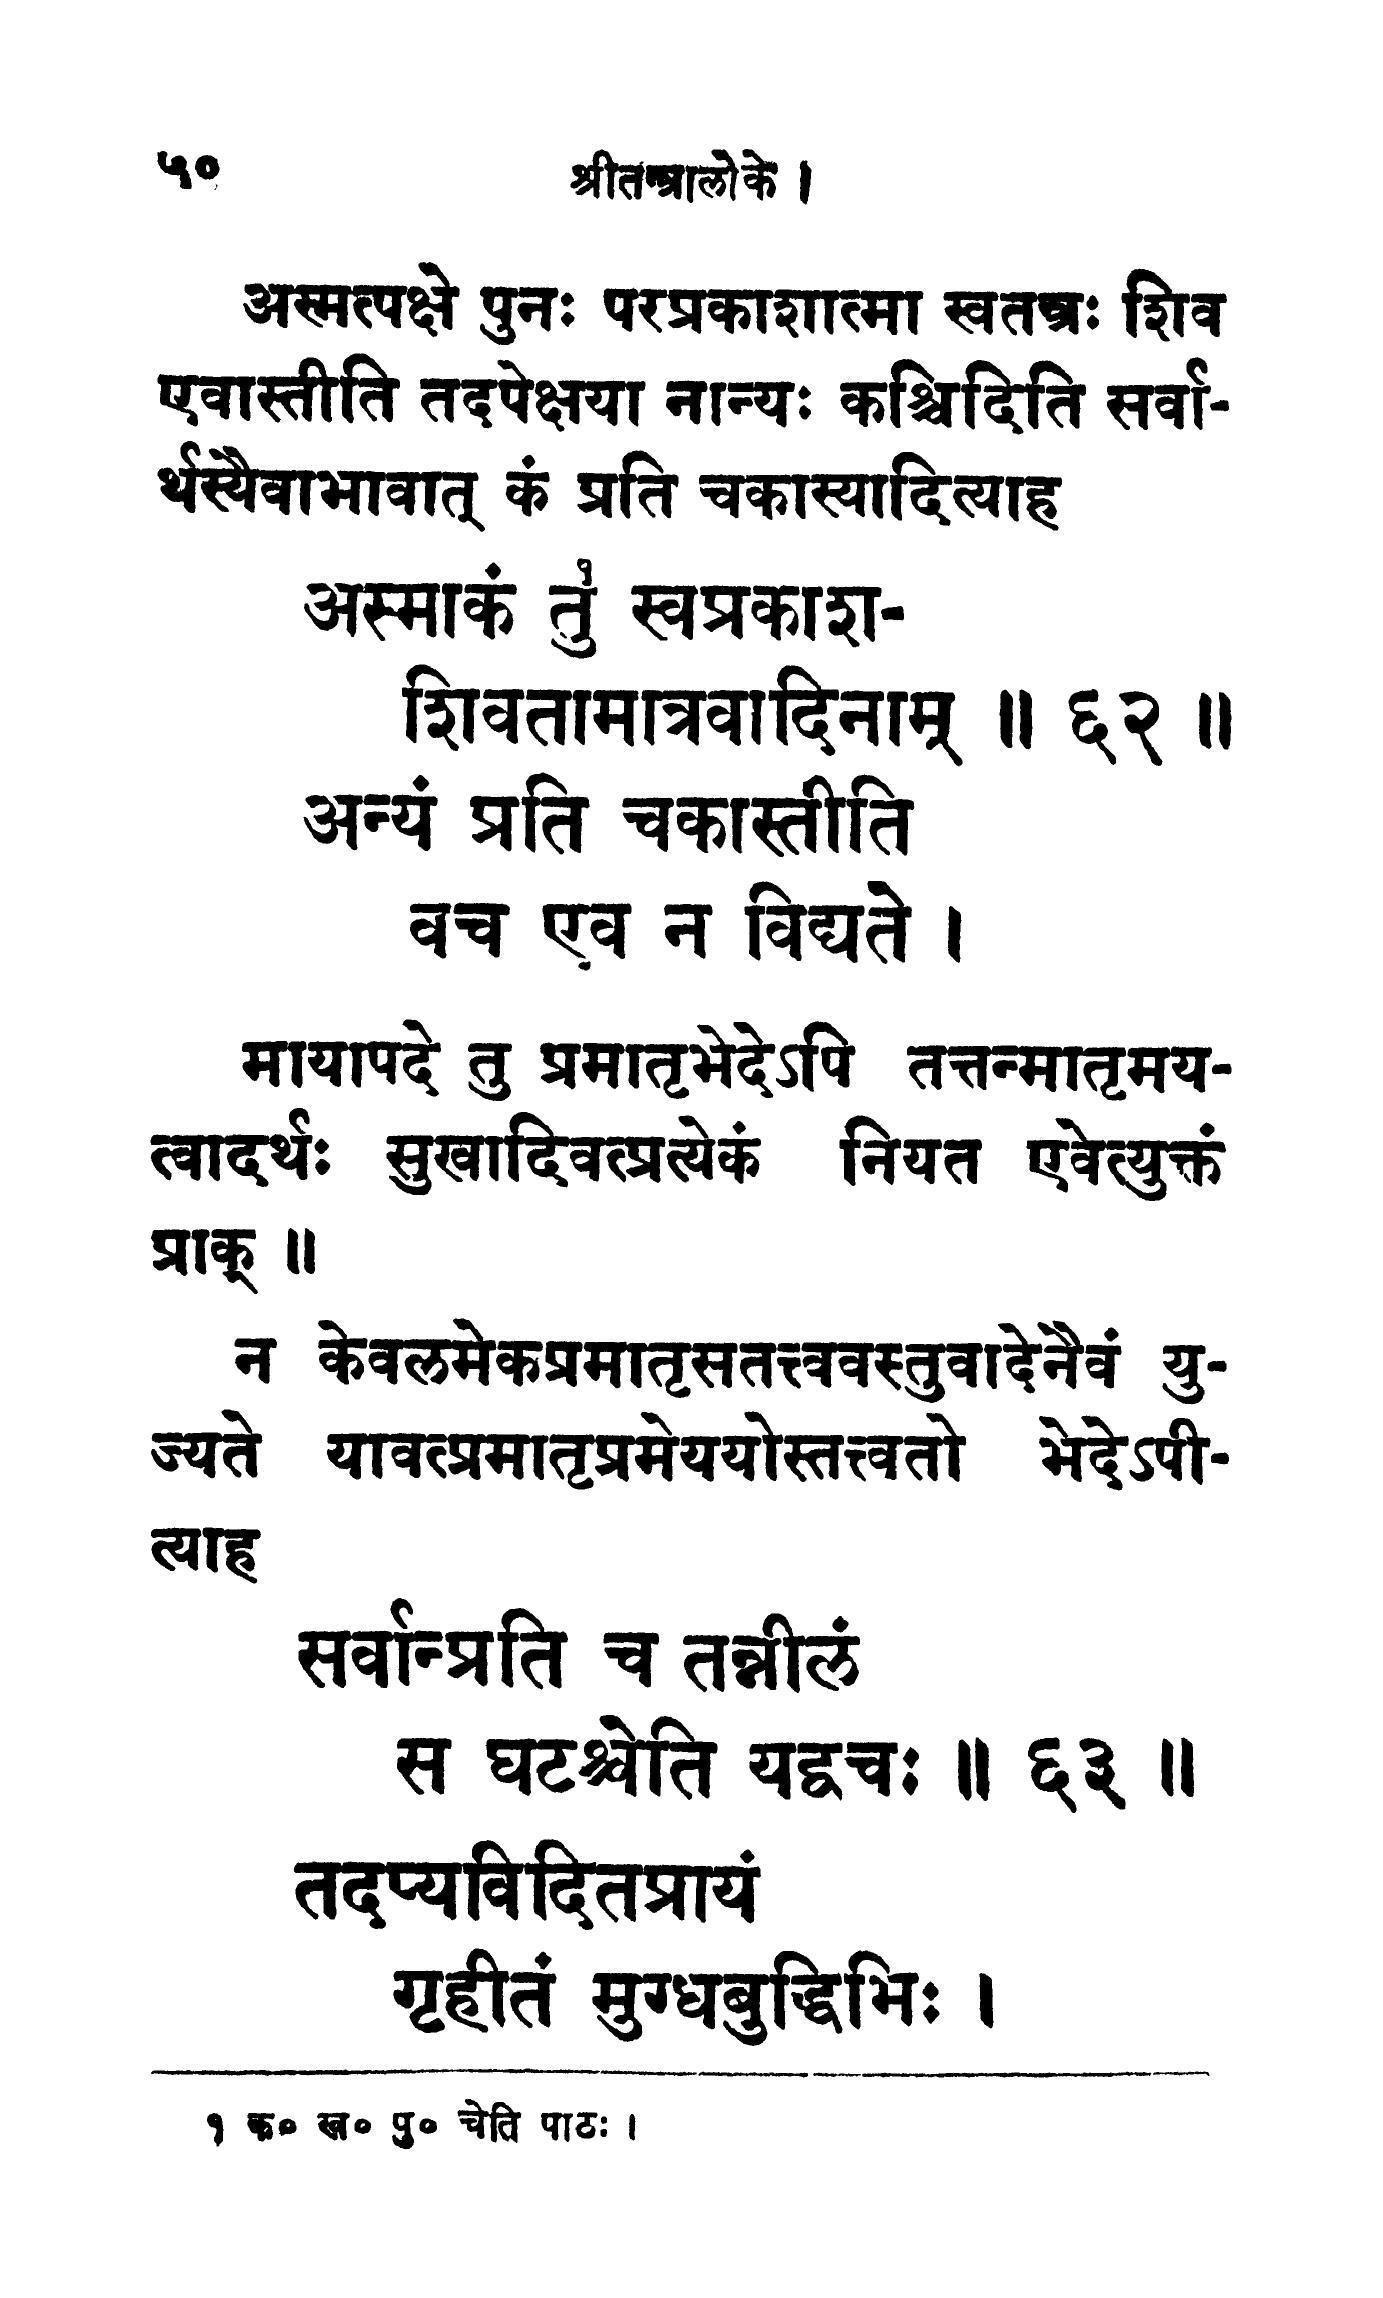 ५०
श्रीतन्त्रालोके ।
अस्मत्पक्षे पुनः परप्रकाशात्मा स्वतन्त्रः शिव
एवास्तीति तदपेक्षया नान्यः कश्चिदिति सर्वा-
र्थस्यैवाभावात् कं प्रति चकास्यादित्याह
अस्माकं तु१ स्वप्रकाश-
शिवतामात्रवादिनाम् ॥ ६२ ॥
अन्यं प्रति चकास्तीति
वच एव न विद्यते ।
मायापदे तु प्रमातृभेदेऽपि तत्तन्मातृमय-
त्वादर्थः सुखादिवत्प्रत्येकं नियत एवेत्युक्तं
प्राक् ॥
न केवलमेकप्रमातृसतत्त्ववस्तुवादेनैवं यु-
ज्यते यावत्प्रमातृप्रमेययोस्तत्त्वतो भेदेऽपी-
त्याह
सर्वान्प्रति च तन्नीलं
स घटश्चेति यद्वचः ॥ ६३ ॥
तदप्यविदितप्रायं
गृहीतं मुग्धबुद्धिभिः ।
१ क० ख० पु० चेति पाठः ।